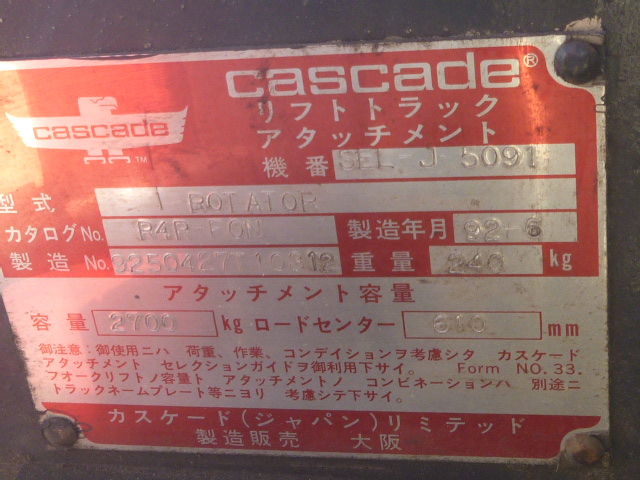 cascade®
cascade™
リフトトラック
アタッチメント
機番 SEL-J 5091
型式 ROTATOR
カタログNo. R4R-FON 製造年月 92-6
製造 No. 重量 246 kg
アタッチメント容量
容量 2700 kg ロードセンター 610 mm
御注意:御使用ニハ 荷重、作業、コンデイションヲ考慮シタ カスケード
アタッチメント セレクションガイドヲ御利用下サイ。 Form NO. 33.
フオークリフトノ容量ト アタッチメントノ コンビネーションハ 別途ニ
トラックネームプレート等ニヨリ 考慮シテ下サイ。
カスケード(ジャパン)リミテッド
製造販売 大阪